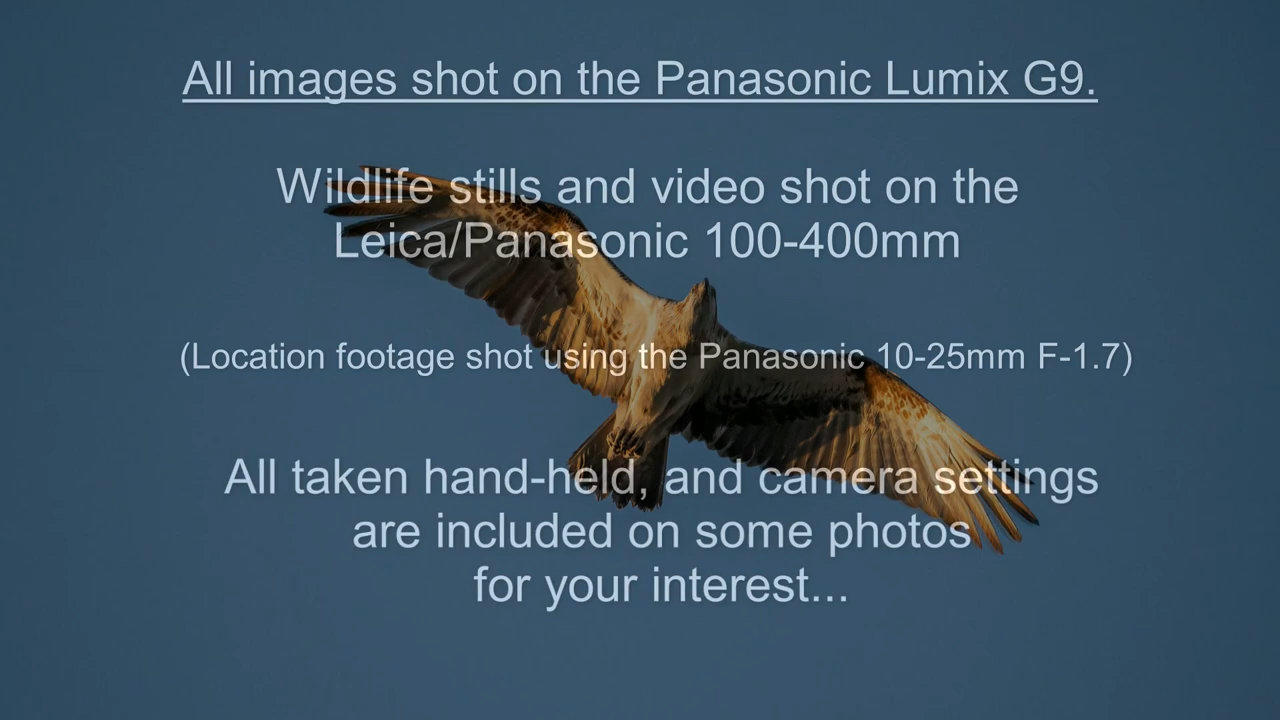 All images shot on the Panasonic Lumix G9.
Wildlife stills and video shot on the
Leica/Panasonic 100-400mm
(Location footage shot using the Panasonic 10-25mm F-1.7)
All taken hand-held, and camera settings
are included on some photos
for your interest...